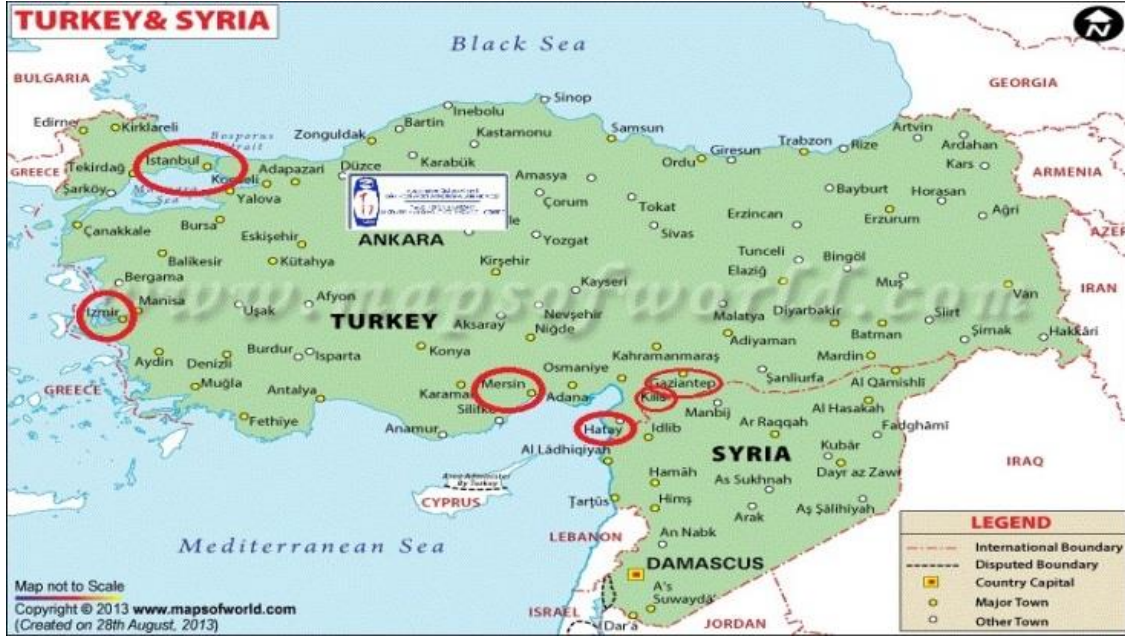 TURKEY& SYRIA
N
Black Sea
BULGARIA
GEORGIA
Sinop
Inebolu
Edirne
Kirklareli
Bosporus
Strait
Zonguldak
Bartin
Kastamonu
Samsun
Trabzon
Artvin
Ardahan
Istanbul
Tekirdağ
Adapazari
Düzce
Karabük
Ordu
Giresun
Rize
Kars
GREECE
ARMENIA
Şarköy
Sea
Yalova
Amasya
Çorum
Tokat
Bayburt
Horasan
Çanakkale
Bursa
Eskişehir
ANKARA
Yozgat
Sivas
Erzincan
Erzurum
Ağri
Balikesir
Kütahya
Kirşehir
Tunceli
Bingöl
Bergama
Kayseri
Elaziğ
Muş
IRAN
www.mapsofworld.com
Van
Izmir
Manisa
Uşak
Afyon
TURKEY
Aksaray
Nevşehir
Niğde
Malatya
Diyarbakir
Batman
Siirt
Şirnak
Hakkâri
Adiyaman
Aydin
Denizli
Burdur
Isparta
Konya
Kahramanmaraş
Mardin
GREECE
Muğla
Antalya
Mersin
Osmaniye
Gaziantep
Şanliurfa
Al Qāmishlī
Adana
Kilis
Fethiye
Anamur
Manbij
Al Hasakah
Hatay
Idlib
Ar Raqqah
Fadghāmī
Al Lādhiqīyah
SYRIA
Kubār
Dayr az Zawr
IRAQ
Area Administer
By Turkey
CYPRUS
Hamāh
As Sukhnah
Ţarţūs
Himş
Arak
Aş Şālihīyah
Mediterranean Sea
LEBANON
An Nabk
DAMASCUS
A's
Suwaydā'
ISRAEL
Dar'á
JORDAN
LEGEND
International Boundary
Disputed Boundary
Country Capital
Major Town
Other Town
Map not to Scale
Copyright © 2013 www.mapsofworld.com
(Created on 28th August, 2013)